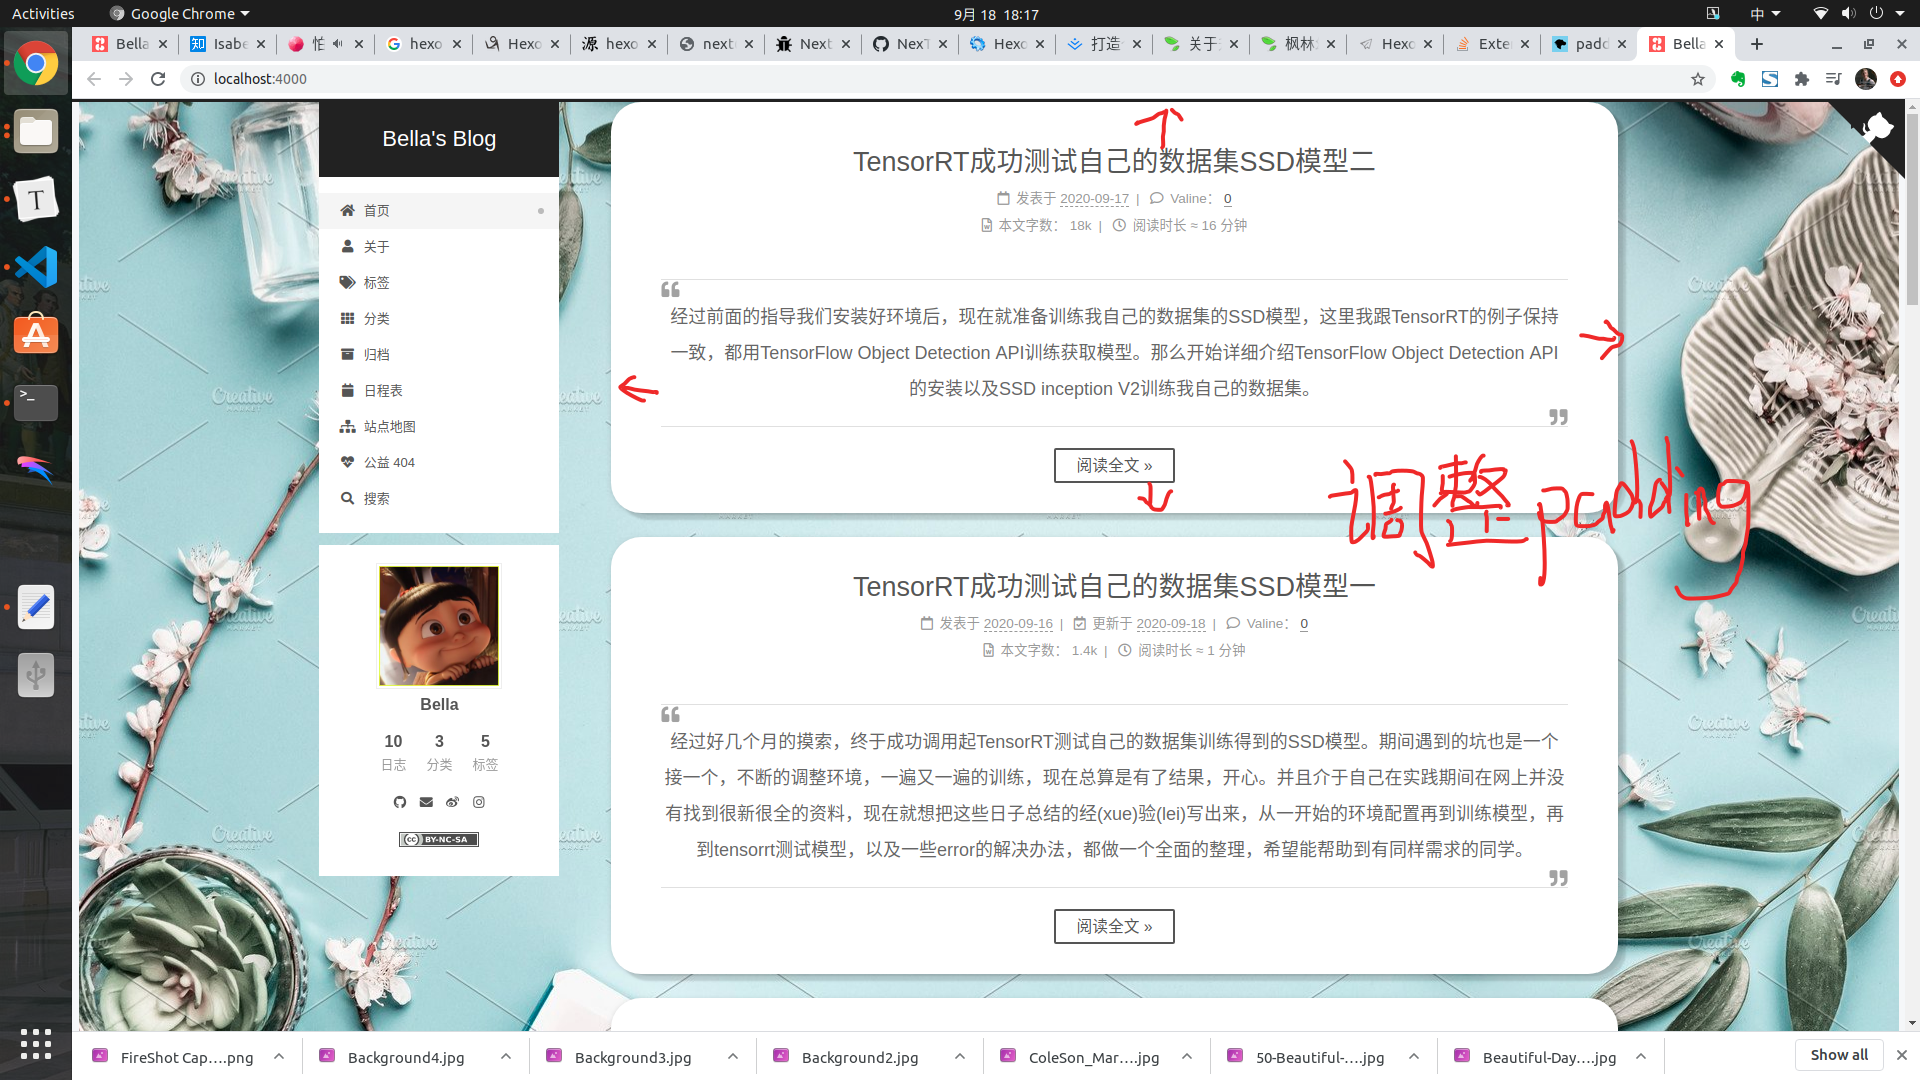 Activities
Google Chrome
9月 18 18:17
中
Bella
Isabe
怕
hexo
Hexo
hexo
next
Next
NexT
Hexo
打造
关于
枫林
Hexo
Exte
padd
Bella
localhost:4000
Bella's Blog
首页
关于
标签
分类
归档
日程表
站点地图
公益 404
搜索
Bella
10 3 5
日志 分类 标签
BY-NC-SA
TensorRT成功测试自己的数据集SSD模型二
发表于 2020-09-17 | Valine： 0
本文字数： 18k | 阅读时长 ≈ 16 分钟
“
经过前面的指导我们安装好环境后，现在就准备训练我自己的数据集的SSD模型，这里我跟TensorRT的例子保持
一致，都用TensorFlow Object Detection API训练获取模型。那么开始详细介绍TensorFlow Object Detection API
的安装以及SSD inception V2训练我自己的数据集。
”
阅读全文 »
调整padding
TensorRT成功测试自己的数据集SSD模型一
发表于 2020-09-16 | 更新于 2020-09-18 | Valine： 0
本文字数： 1.4k | 阅读时长 ≈ 1 分钟
“
经过好几个月的摸索，终于成功调用起TensorRT测试自己的数据集训练得到的SSD模型。期间遇到的坑也是一个
接一个，不断的调整环境，一遍又一遍的训练，现在总算是有了结果，开心。并且介于自己在实践期间在网上并没
有找到很新很全的资料，现在就想把这些日子总结的经(xue)验(lei)写出来，从一开始的环境配置再到训练模型，再
到tensorrt测试模型，以及一些error的解决办法，都做一个全面的整理，希望能帮助到有同样需求的同学。
”
阅读全文 »
Creative
MARKET
FireShot Cap....png
Background4.jpg
Background3.jpg
Background2.jpg
ColeSon_Mar....jpg
50-Beautiful-....jpg
Beautiful-Day....jpg
Show all